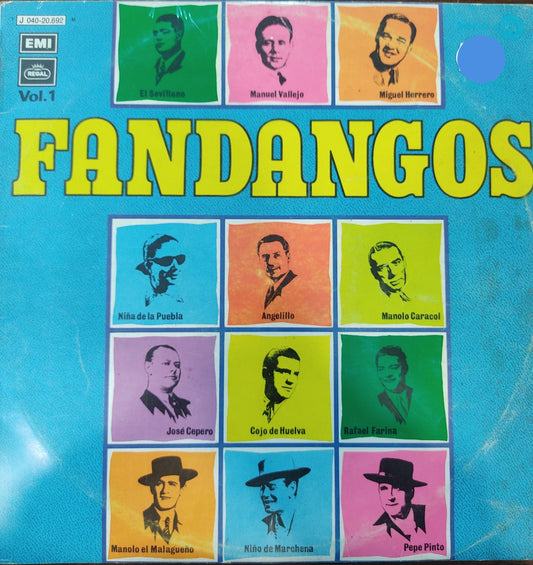 J 040-20.692 M
EMI
REGAL
Vol.1
El Sevillano
Manuel Vallejo
Miguel Herrero
FANDANGOS
Niña de la Puebla
Angelillo
Manolo Caracol
José Cepero
Cojo de Huelva
Rafael Farina
Manolo el Malagueño
Niño de Marchena
Pepe Pinto